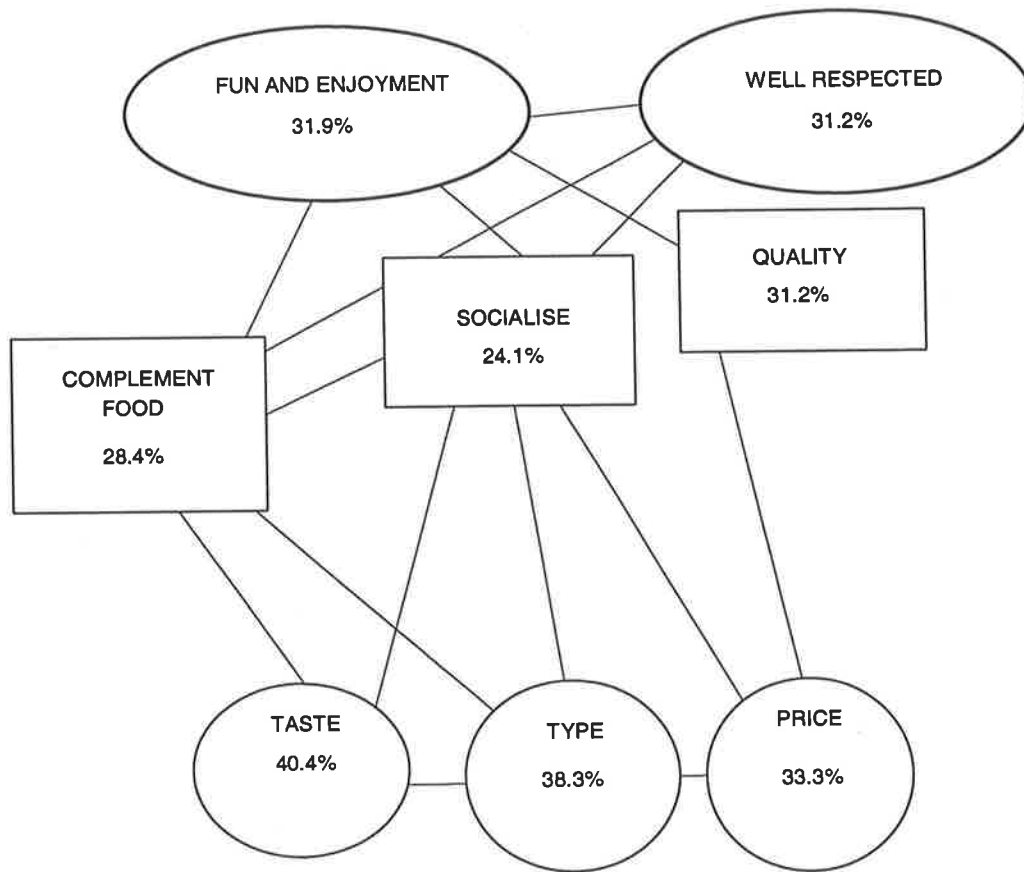 FUN AND ENJOYMENT
31.9%
WELL RESPECTED
31.2%
QUALITY
31.2%
SOCIALISE
24.1%
COMPLEMENT
FOOD
28.4%
TASTE
40.4%
TYPE
38.3%
PRICE
33.3%